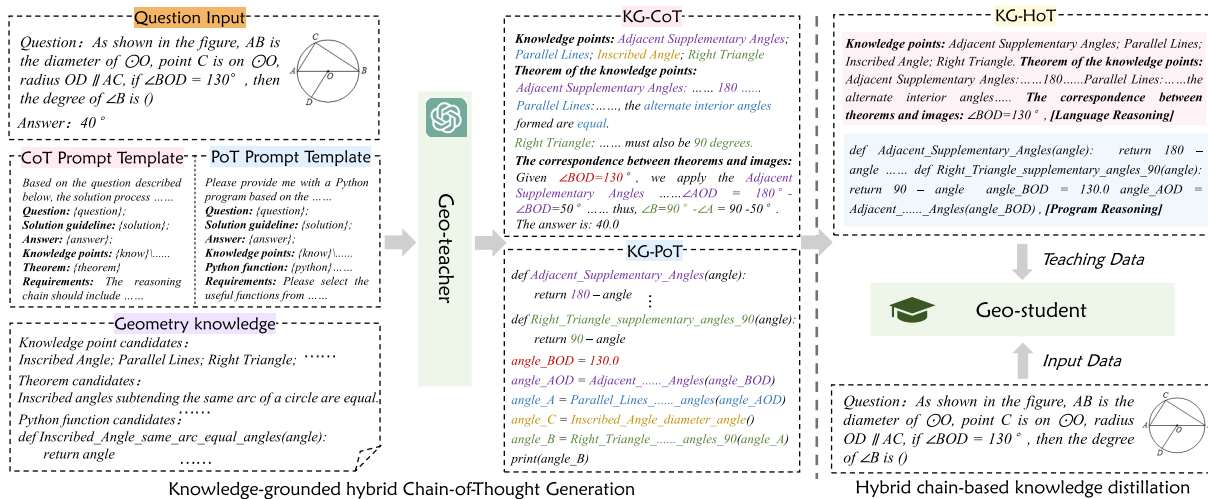 Question Input
Question: As shown in the figure, AB is
the diameter of ⊙O, point C is on ⊙O,
radius OD ∥ AC, if ∠BOD = 130°, then
the degree of ∠B is ()
Answer: 40°
C
A
O
B
D
CoT Prompt Template
Based on the question described
below, the solution process ……
Question: {question};
Solution guideline: {solution};
Answer: {answer};
Knowledge points: {know}\……
Theorem: {theorem}
Requirements: The reasoning
chain should include ……
PoT Prompt Template
Please provide me with a Python
program based on the ……
Question: {question};
Solution guideline: {solution};
Answer: {answer};
Knowledge points: {know}\……
Python function: {python}……
Requirements: Please select the
useful functions from ……
Geometry knowledge
Knowledge point candidates:
Inscribed Angle; Parallel Lines; Right Triangle; ……
Theorem candidates:
Inscribed angles subtending the same arc of a circle are equal.
……
Python function candidates:
def Inscribed_Angle_same_arc_equal_angles(angle):
return angle
……
Geo-teacher
KG-CoT
Knowledge points: Adjacent Supplementary Angles;
Parallel Lines; Inscribed Angle; Right Triangle
Theorem of the knowledge points:
Adjacent Supplementary Angles: …… 180 ……
Parallel Lines: ……, the alternate interior angles
formed are equal.
Right Triangle: …… must also be 90 degrees.
The correspondence between theorems and images:
Given ∠BOD=130°, we apply the Adjacent
Supplementary Angles ……∠AOD = 180°-
∠BOD=50° …… thus, ∠B=90° -∠A = 90 -50°.
The answer is: 40.0
KG-PoT
def Adjacent_Supplementary_Angles(angle):
return 180 – angle
⋮
def Right_Triangle_supplementary_angles_90(angle):
return 90 – angle
angle_BOD = 130.0
angle_AOD = Adjacent_……_Angles(angle_BOD)
angle_A = Parallel_Lines_……_angles(angle_AOD)
angle_C = Inscribed_Angle_diameter_angle()
angle_B = Right_Triangle_……_angles_90(angle_A)
print(angle_B)
Knowledge-grounded hybrid Chain-of-Thought Generation
KG-HoT
Knowledge points: Adjacent Supplementary Angles; Parallel Lines;
Inscribed Angle; Right Triangle. Theorem of the knowledge points:
Adjacent Supplementary Angles:……180……Parallel Lines:……the
alternate interior angles….. The correspondence between
theorems and images: ∠BOD=130°, [Language Reasoning]
def Adjacent_Supplementary_Angles(angle): return 180 –
angle …… def Right_Triangle_supplementary_angles_90(angle):
return 90 – angle angle_BOD = 130.0 angle_AOD =
Adjacent_……_Angles(angle_BOD) , [Program Reasoning]
Teaching Data
Geo-student
Input Data
Question: As shown in the figure, AB is the
diameter of ⊙O, point C is on ⊙O, radius
OD ∥ AC, if ∠BOD = 130°, then the degree
of ∠B is ()
C
A
O
B
D
Hybrid chain-based knowledge distillation